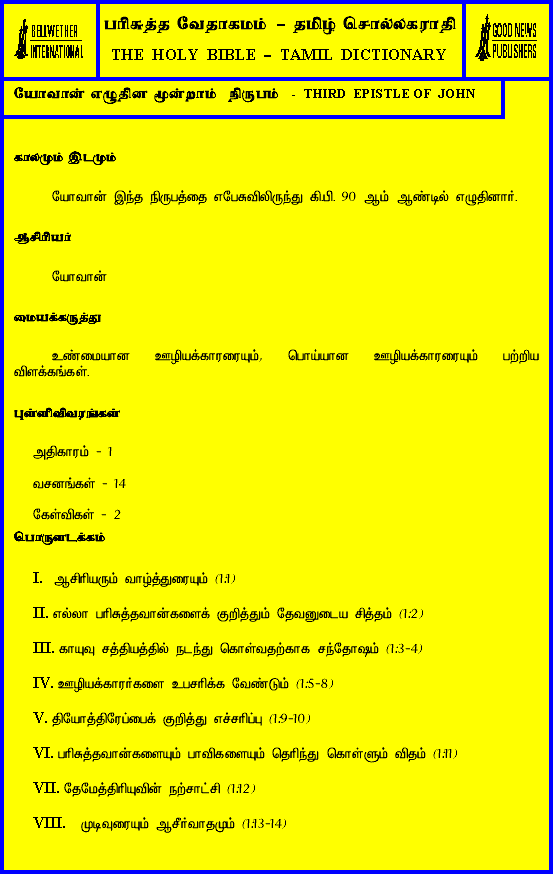 BELLWETHER
INTERNATIONAL
பரிசுத்த வேதாகமம் – தமிழ் சொல்லகராதி
THE HOLY BIBLE – TAMIL DICTIONARY
GOOD NEWS
PUBLISHERS
யோவான் எழுதின மூன்றாம் நிருபம் - THIRD EPISTLE OF JOHN
காலமும் இடமும்
யோவான் இந்த நிருபத்தை எபேசுவிலிருந்து கி.பி. 90 ஆம் ஆண்டில் எழுதினார்.
ஆசிரியர்
யோவான்
மையக்கருத்து
உண்மையான ஊழியக்காரரையும், பொய்யான ஊழியக்காரரையும் பற்றிய
விளக்கங்கள்.
புள்ளிவிவரங்கள்
அதிகாரம் - 1
வசனங்கள் - 14
கேள்விகள் - 2
பொருளடக்கம்
I. ஆசிரியரும் வாழ்த்துரையும் (1:1)
II. எல்லா பரிசுத்தவான்களைக் குறித்தும் தேவனுடைய சித்தம் (1:2)
III. காயுவு சத்தியத்தில் நடந்து கொள்வதற்காக சந்தோஷம் (1:3-4)
IV. ஊழியக்காரர்களை உபசரிக்க வேண்டும் (1:5-8)
V. தியோத்திரேப்பைக் குறித்து எச்சரிப்பு (1:9-10)
VI. பரிசுத்தவான்களையும் பாவிகளையும் தெரிந்து கொள்ளும் விதம் (1:11)
VII. தேமேத்திரியுவின் நற்சாட்சி (1:12)
VIII. முடிவுரையும் ஆசீர்வாதமும் (1:13-14)